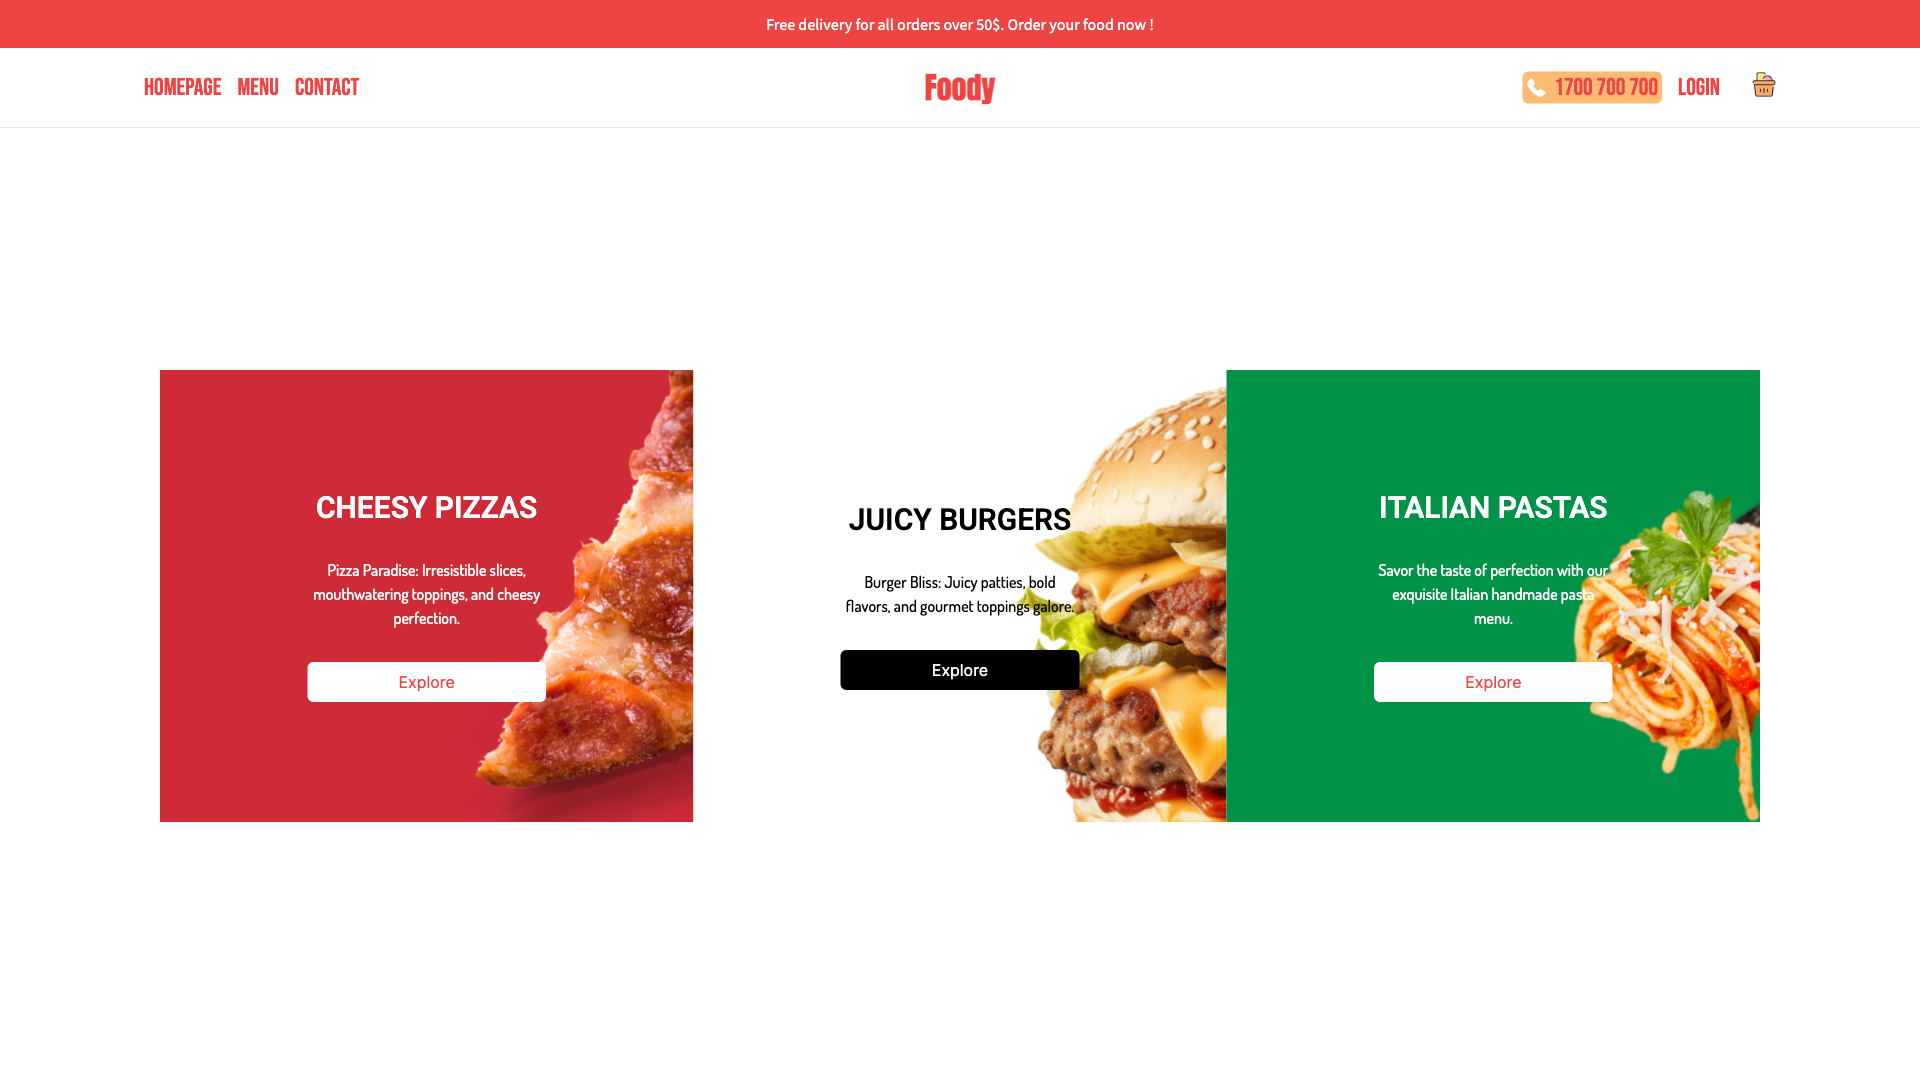 Free delivery for all orders over 50$. Order your food now !
HOMEPAGE MENU CONTACT
Foody
1700 700 700 LOGIN
CHEESY PIZZAS
Pizza Paradise: Irresistible slices,
mouthwatering toppings, and cheesy
perfection.
Explore
JUICY BURGERS
Burger Bliss: Juicy patties, bold
flavors, and gourmet toppings galore.
Explore
ITALIAN PASTAS
Savor the taste of perfection with our
exquisite Italian handmade pasta
menu.
Explore